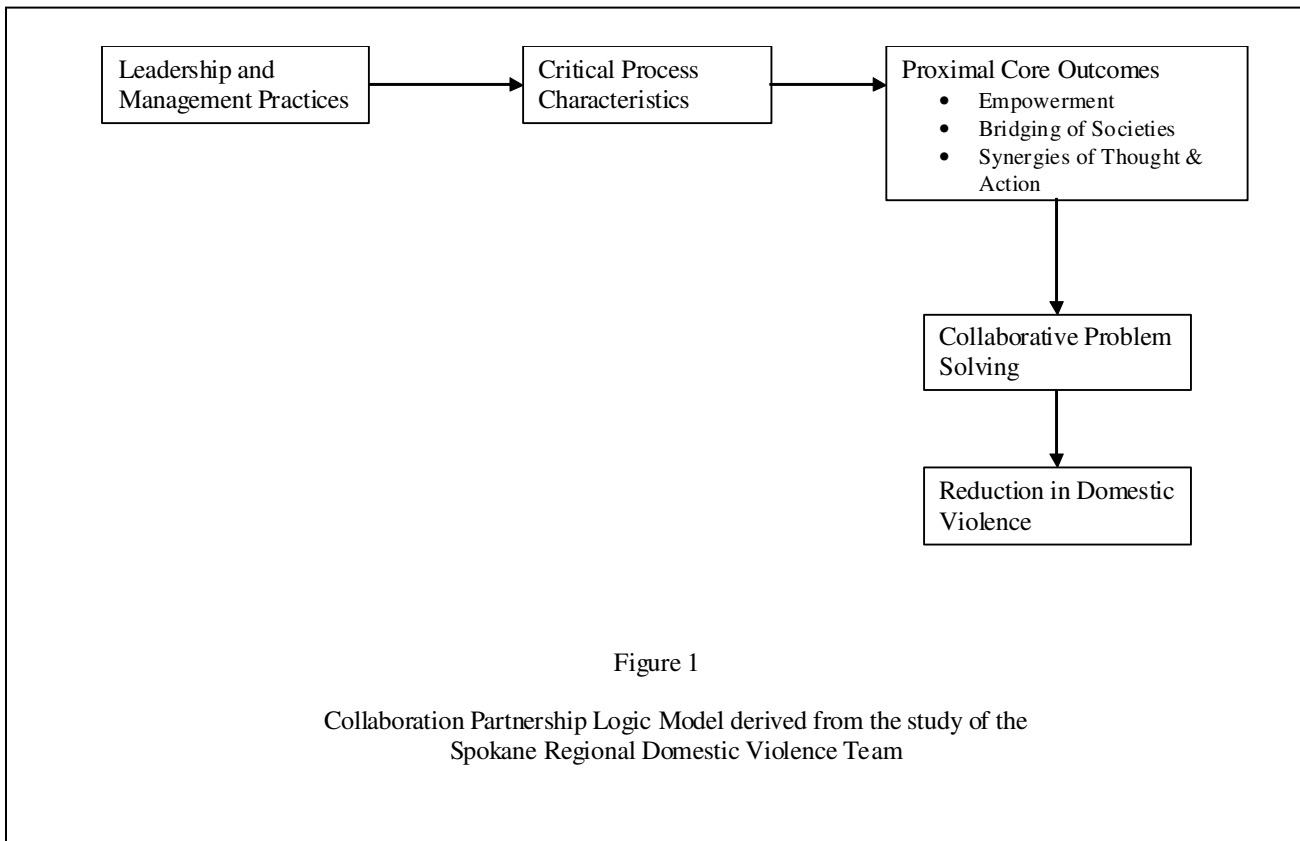 Leadership and
Management Practices
Critical Process
Characteristics
Proximal Core Outcomes
• Empowerment
• Bridging of Societies
• Synergies of Thought &
Action
Collaborative Problem
Solving
Reduction in Domestic
Violence
Figure 1
Collaboration Partnership Logic Model derived from the study of the
Spokane Regional Domestic Violence Team